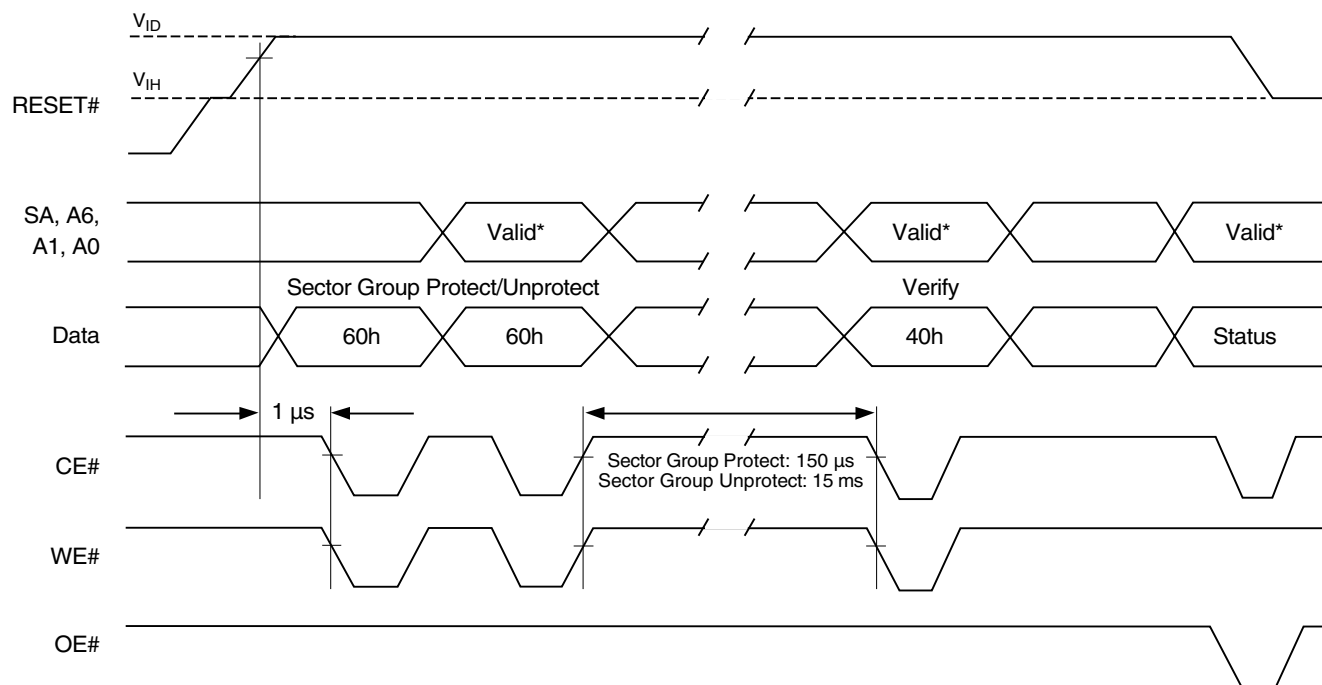 VID
VIH
RESET#
SA, A6,
A1, A0
Valid*
Valid*
Valid*
Sector Group Protect/Unprotect
Verify
Data
60h
60h
40h
Status
1 µs
CE#
Sector Group Protect: 150 µs
Sector Group Unprotect: 15 ms
WE#
OE#